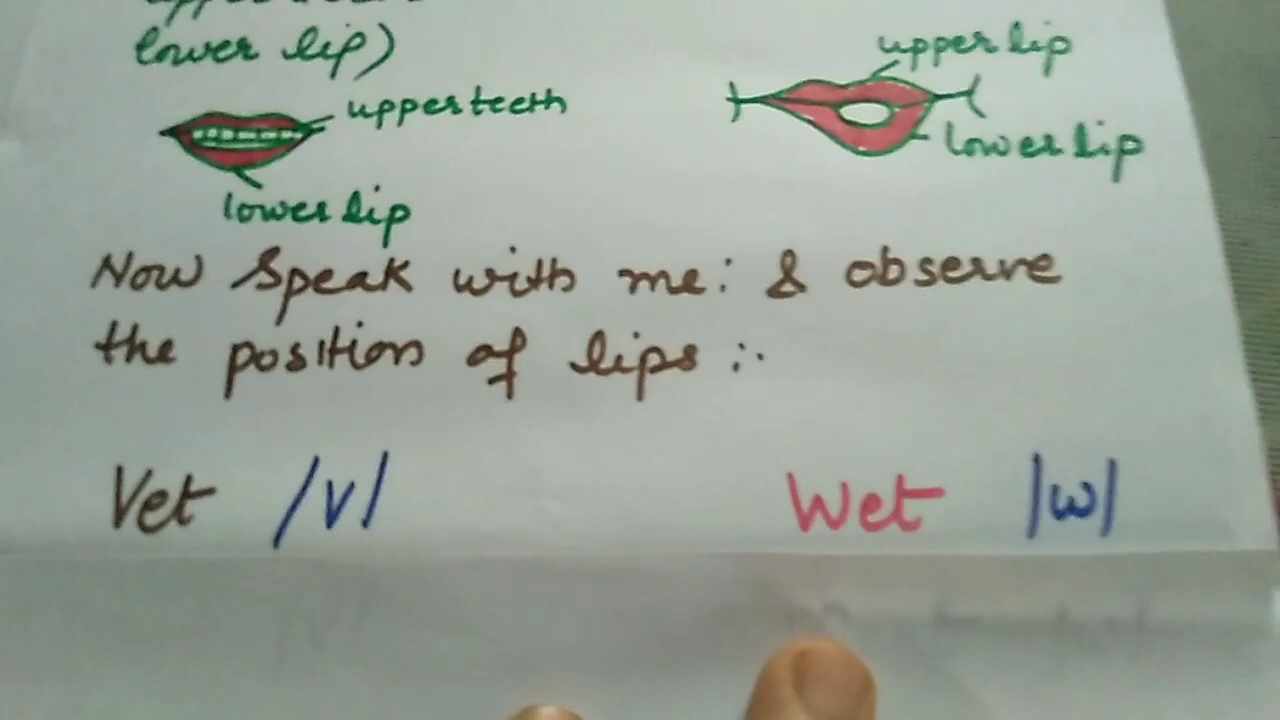 lower lip)
upper teeth
lower lip
upper lip
lower lip
Now Speak with me: & observe
the position of lips :-
Vet /v/
Wet /w/